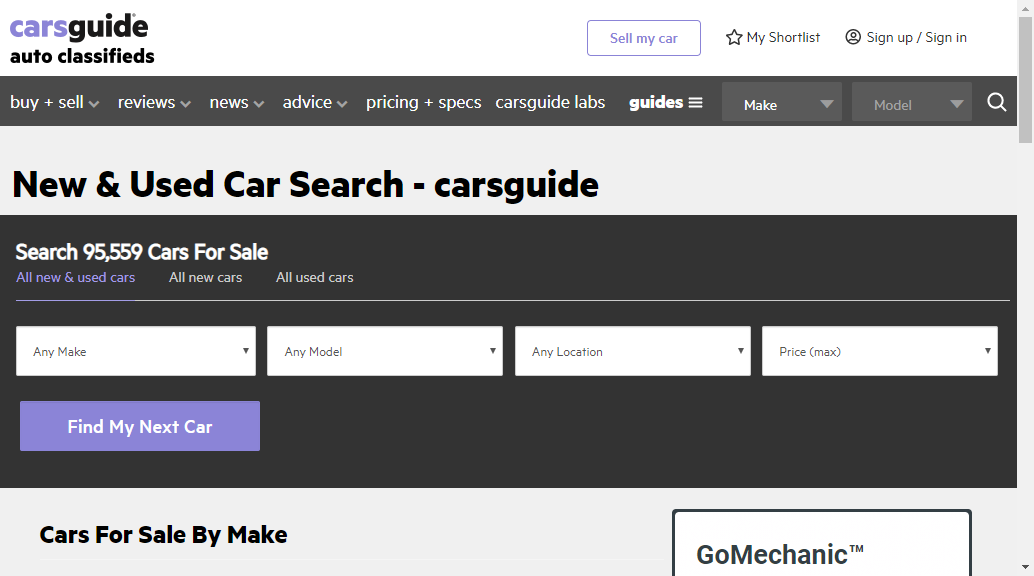 carsguide
auto classifieds
Sell my car
My Shortlist
Sign up / Sign in
buy + sell reviews news advice pricing + specs carsguide labs guides Make Model
New & Used Car Search - carsguide
Search 95,559 Cars For Sale
All new & used cars All new cars All used cars
Any Make Any Model Any Location Price (max)
Find My Next Car
Cars For Sale By Make
GoMechanic™